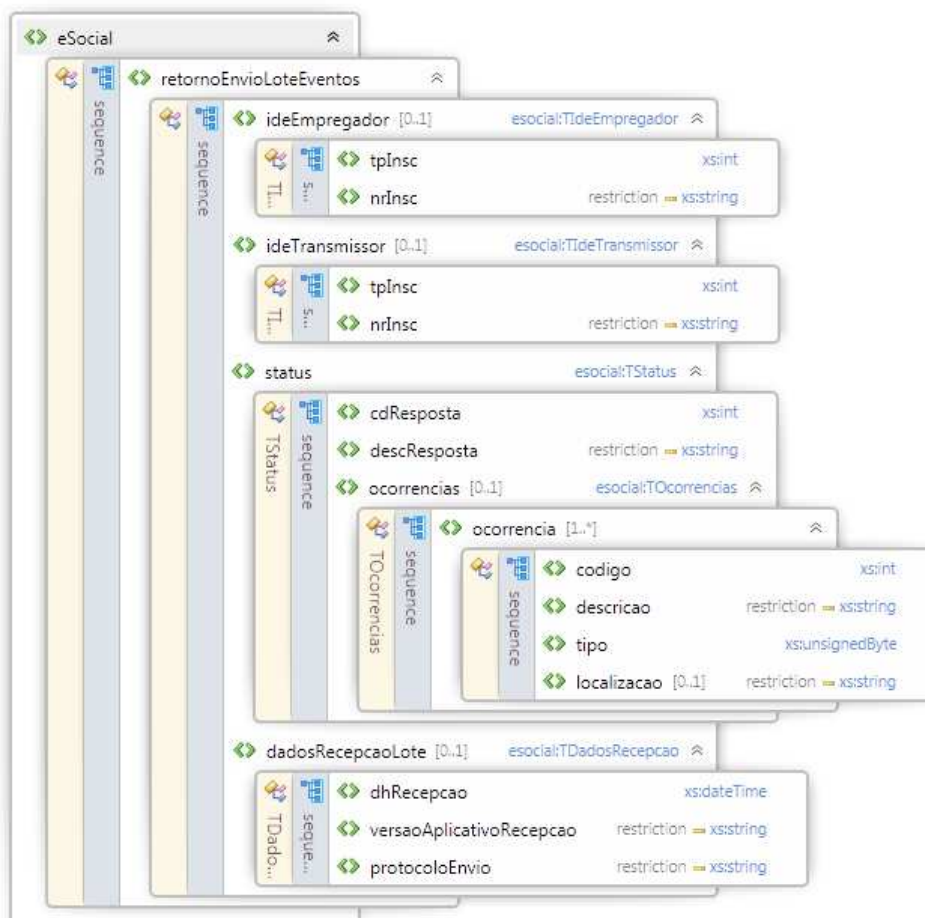 eSocial
sequence
retornoEnvioLoteEventos
sequence
ideEmpregador [0..1] esocial:TIdeEmpregador
TI... s...
tpInsc xs:int
nrInsc restriction xs:string
ideTransmissor [0..1] esocial:TIdeTransmissor
TI... s...
tpInsc xs:int
nrInsc restriction xs:string
status esocial:TStatus
TStatus sequence
cdResposta xs:int
descResposta restriction xs:string
ocorrencias [0..1] esocial:TOcorrencias
TOcorrencias sequence
ocorrencia [1..*]
sequence
codigo xs:int
descricao restriction xs:string
tipo xs:unsignedByte
localizacao [0..1] restriction xs:string
dadosRecepcaoLote [0..1] esocial:TDadosRecepcao
TDado... seque...
dhRecepcao xs:dateTime
versaoAplicativoRecepcao restriction xs:string
protocoloEnvio restriction xs:string